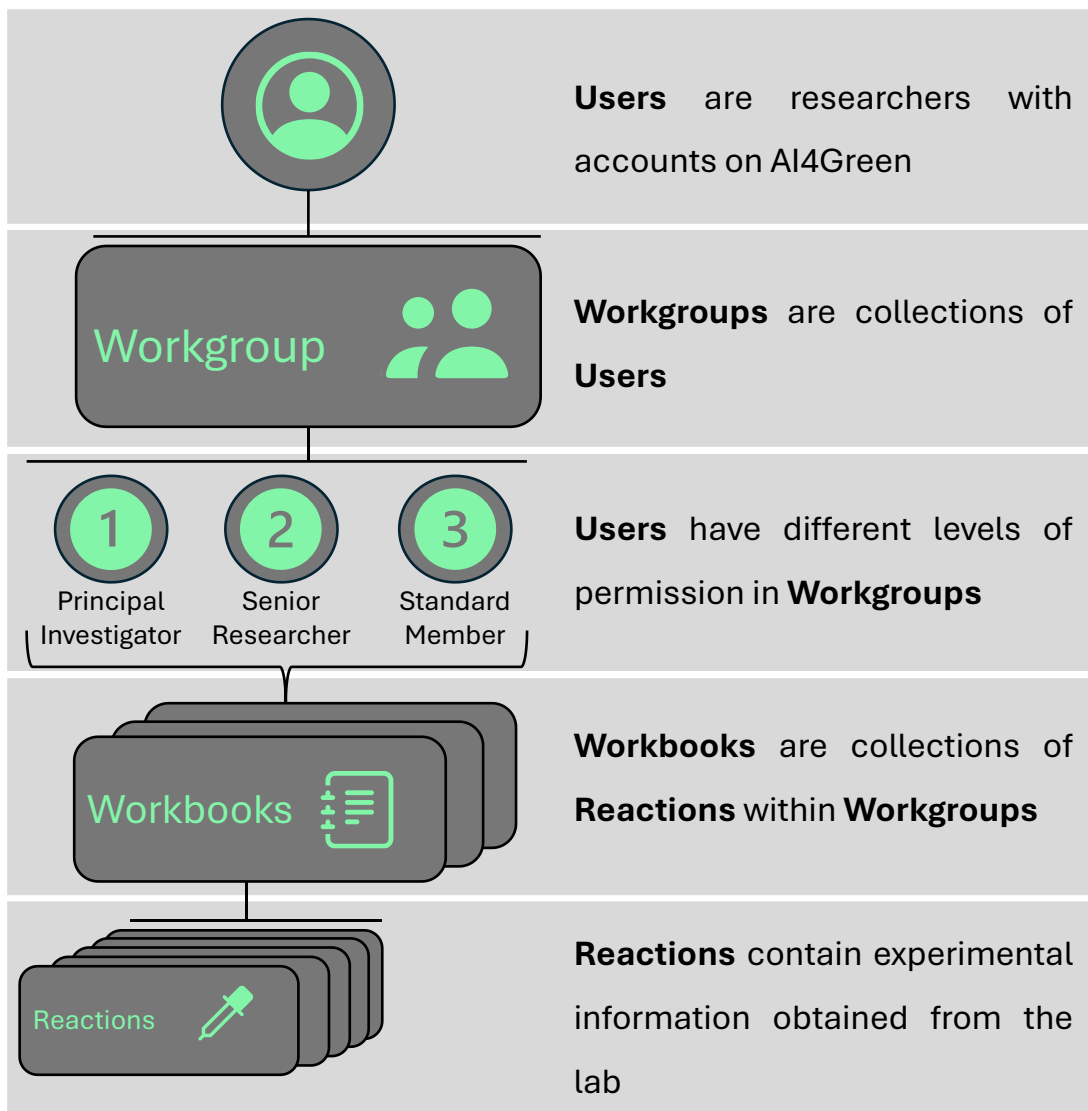 Users are researchers with
accounts on AI4Green
Workgroup
Workgroups are collections of
Users
1
2
3
Principal
Investigator
Senior
Researcher
Standard
Member
Users have different levels of
permission in Workgroups
Workbooks
Workbooks are collections of
Reactions within Workgroups
Reactions
Reactions contain experimental
information obtained from the
lab